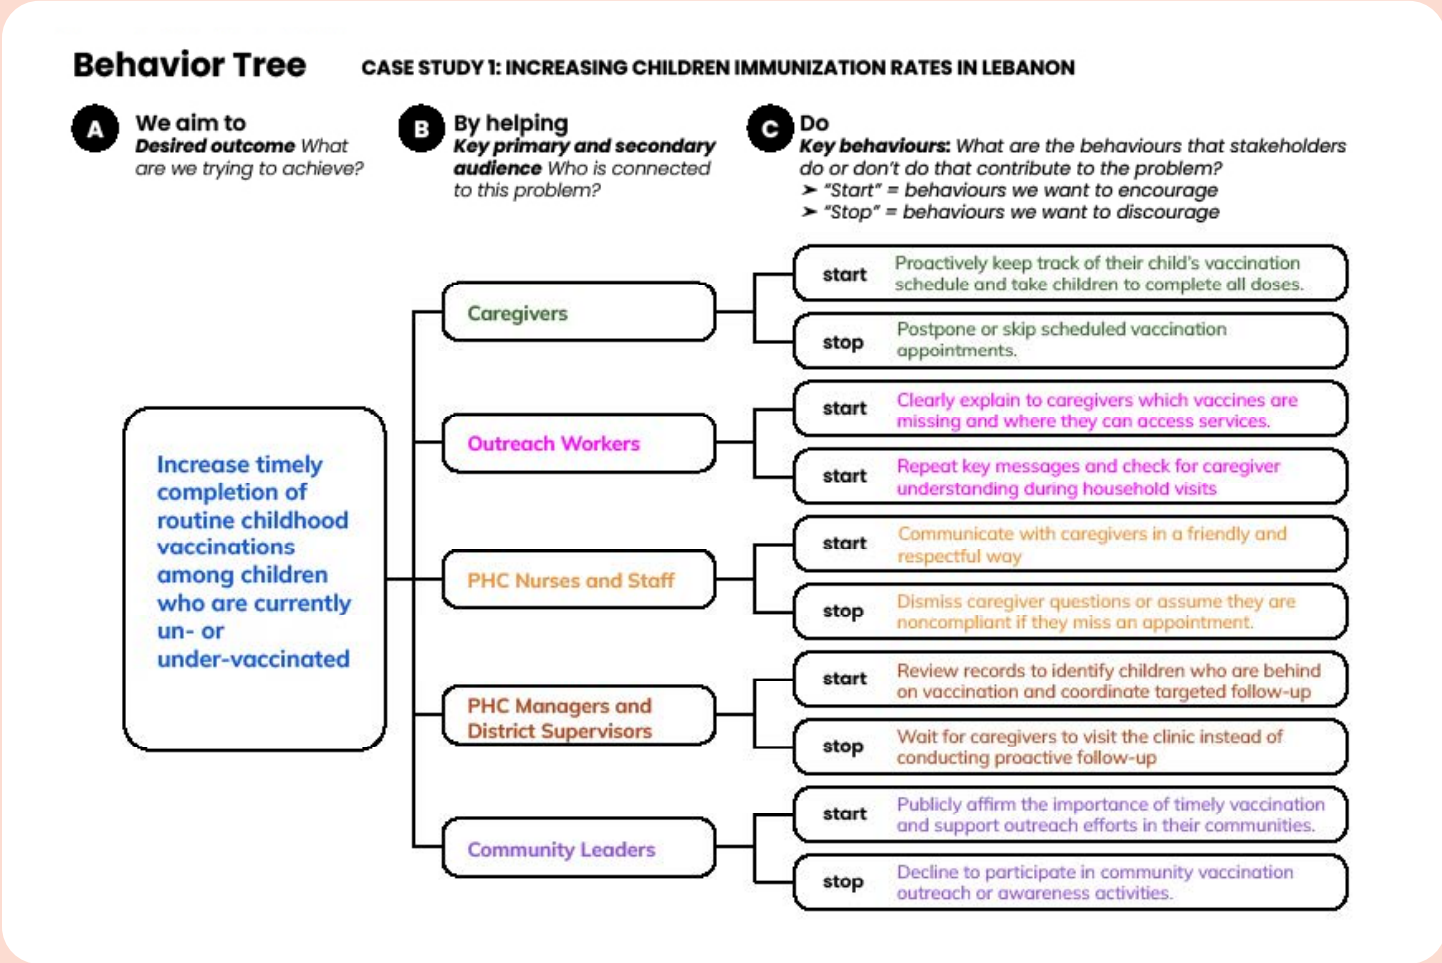 Behavior Tree
CASE STUDY 1: INCREASING CHILDREN IMMUNIZATION RATES IN LEBANON
A
We aim to
Desired outcome What
are we trying to achieve?
B
By helping
Key primary and secondary
audience Who is connected
to this problem?
C
Do
Key behaviours: What are the behaviours that stakeholders
do or don't do that contribute to the problem?
➤ "Start" = behaviours we want to encourage
➤ "Stop" = behaviours we want to discourage
Increase timely
completion of
routine childhood
vaccinations
among children
who are currently
un- or
under-vaccinated
Caregivers
start
Proactively keep track of their child's vaccination
schedule and take children to complete all doses.
stop
Postpone or skip scheduled vaccination
appointments.
Outreach Workers
start
Clearly explain to caregivers which vaccines are
missing and where they can access services.
start
Repeat key messages and check for caregiver
understanding during household visits
PHC Nurses and Staff
start
Communicate with caregivers in a friendly and
respectful way
stop
Dismiss caregiver questions or assume they are
noncompliant if they miss an appointment.
PHC Managers and
District Supervisors
start
Review records to identify children who are behind
on vaccination and coordinate targeted follow-up
stop
Wait for caregivers to visit the clinic instead of
conducting proactive follow-up
Community Leaders
start
Publicly affirm the importance of timely vaccination
and support outreach efforts in their communities.
stop
Decline to participate in community vaccination
outreach or awareness activities.